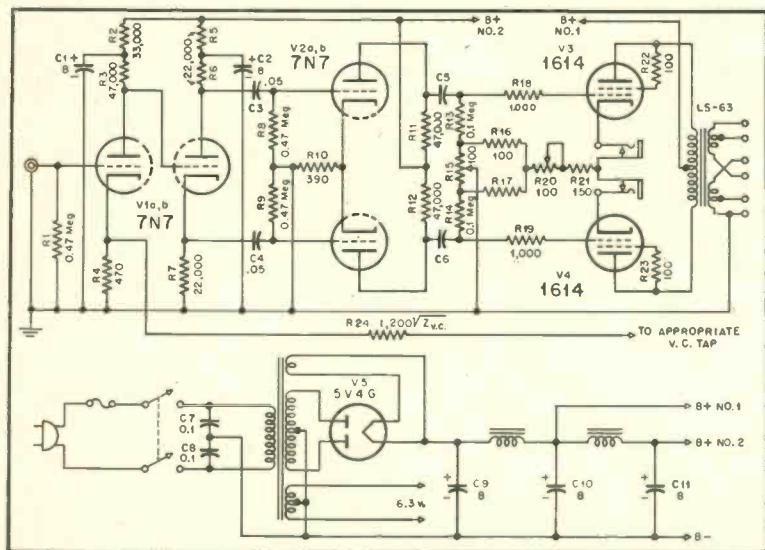 B+
NO.2
B+
NO.1
C1
+
8
-
R2
33,000
R3
47,000
R5
22,000
R6
+
C2
8
-
.05
C3
V2a,b
7N7
R8
0.47 Meg
R10
390
R9
0.47 Meg
C4
.05
C5
R11
47,000
R12
47,000
C6
R13
0.1 Meg
R15
100
R14
0.1 Meg
R18
1,000
R16
100
R17
R20
100
R21
150
R19
1,000
V3
1614
R22
100
LS-63
V4
1614
R23
100
V1a,b
7N7
R1
0.47 Meg
R4
470
R7
22,000
R24 1,200√Z V.C.
TO APPROPRIATE
V.C. TAP
V5
5V4G
C7
0.1
C8
0.1
6.3 v.
+
C9
-
8
+
C10
-
8
+
C11
-
8
B+ NO.1
B+ NO.2
B-